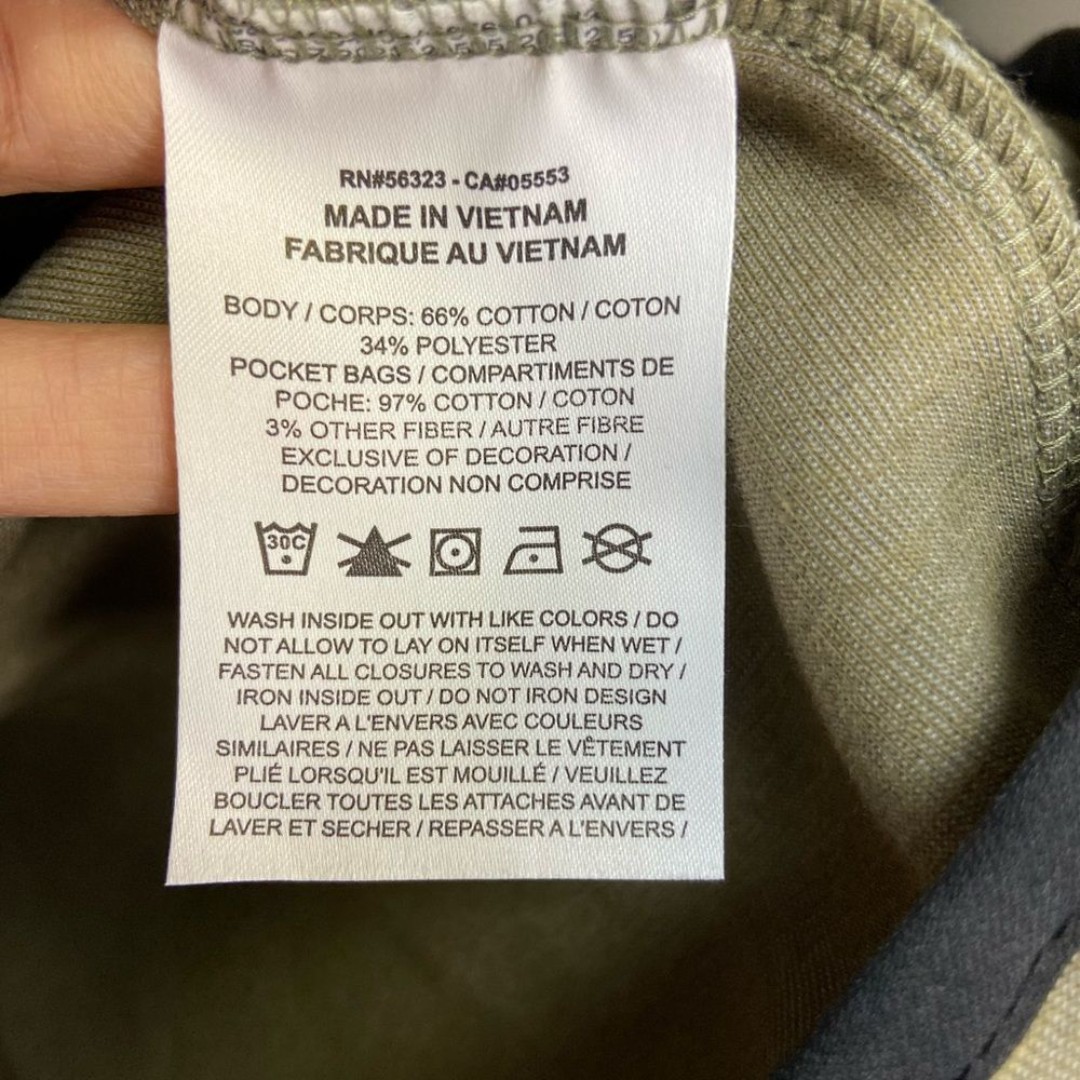 RN#56323 - CA#05553
MADE IN VIETNAM
FABRIQUE AU VIETNAM
BODY / CORPS: 66% COTTON / COTON
34% POLYESTER
POCKET BAGS / COMPARTIMENTS DE
POCHE: 97% COTTON / COTON
3% OTHER FIBER / AUTRE FIBRE
EXCLUSIVE OF DECORATION /
DECORATION NON COMPRISE
30C
WASH INSIDE OUT WITH LIKE COLORS / DO
NOT ALLOW TO LAY ON ITSELF WHEN WET /
FASTEN ALL CLOSURES TO WASH AND DRY /
IRON INSIDE OUT / DO NOT IRON DESIGN
LAVER A L'ENVERS AVEC COULEURS
SIMILAIRES / NE PAS LAISSER LE VÊTEMENT
PLIÉ LORSQU'IL EST MOUILLÉ / VEUILLEZ
BOUCLER TOUTES LES ATTACHES AVANT DE
LAVER ET SECHER / REPASSER A L'ENVERS /